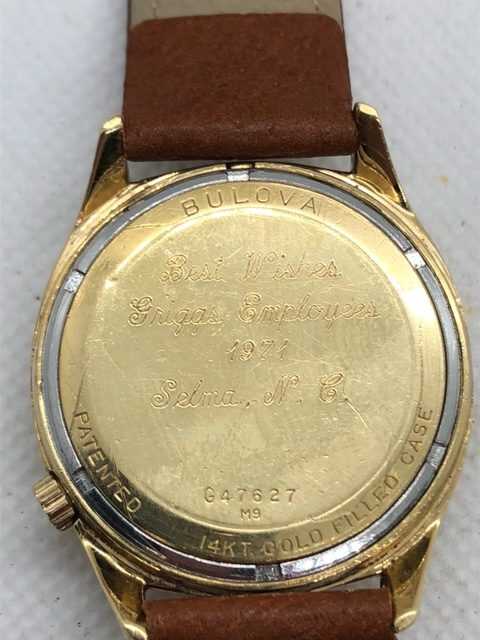 BULOVA
Best Wishes
Griggs Employees
1971
Selma, N. C.
G47627
M9
PATENTED
14KT. GOLD FILLED CASE